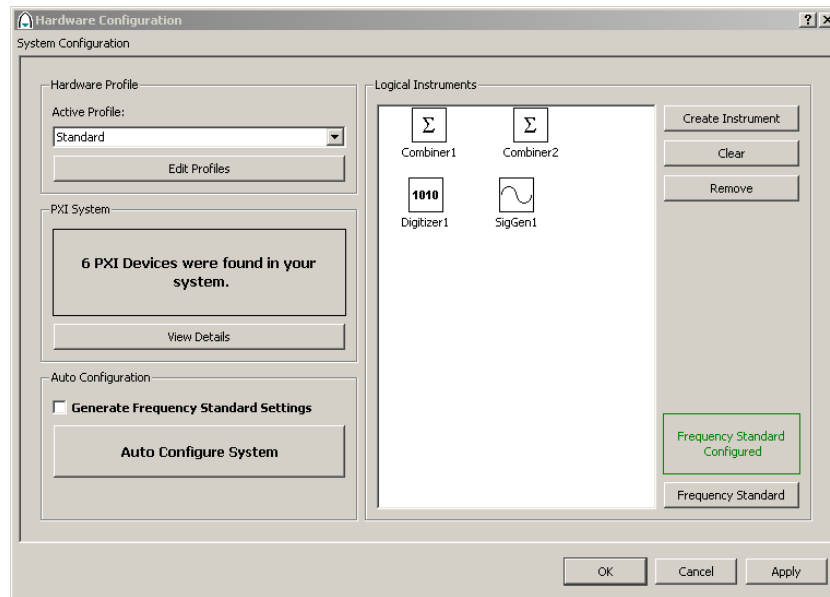 Hardware Configuration
System Configuration
Hardware Profile
Active Profile:
Standard
Edit Profiles
PXI System
6 PXI Devices were found in your
system.
View Details
Auto Configuration
Generate Frequency Standard Settings
Auto Configure System
Logical Instruments
Σ
Σ
Combiner1
Combiner2
1010
Digitizer1
SigGen1
Create Instrument
Clear
Remove
Frequency Standard
Configured
Frequency Standard
OK
Cancel
Apply